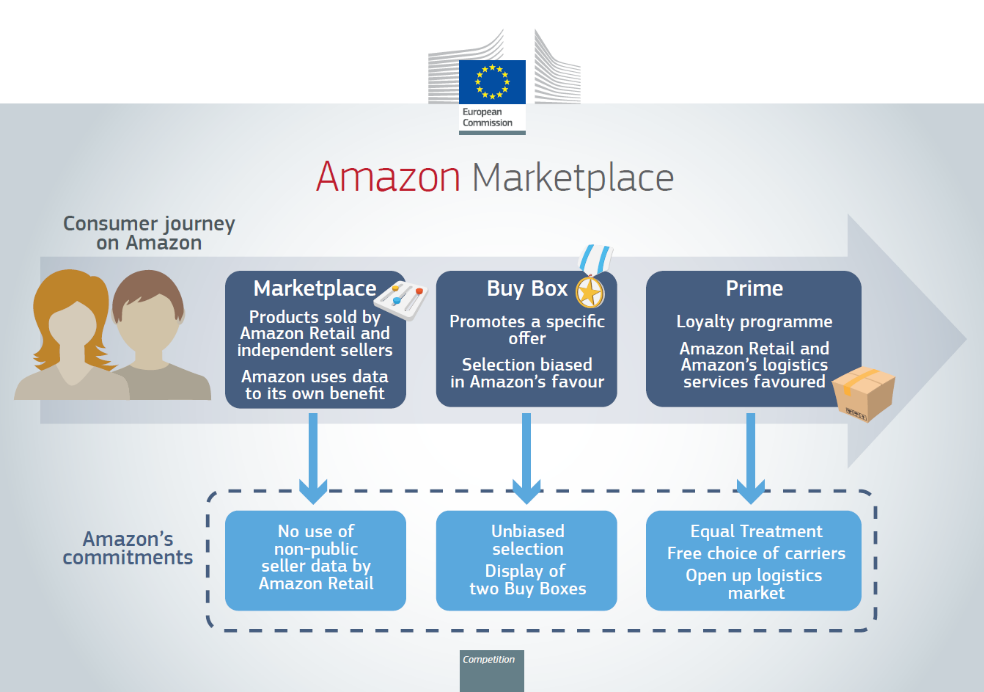 European
Commission
Amazon Marketplace
Consumer journey
on Amazon
Marketplace
Products sold by
Amazon Retail and
independent sellers
Amazon uses data
to its own benefit
Buy Box
Promotes a specific
offer
Selection biased
in Amazon's favour
Prime
Loyalty programme
Amazon Retail and
Amazon's logistics
services favoured
Amazon's
commitments
No use of
non-public
seller data by
Amazon Retail
Unbiased
selection
Display of
two Buy Boxes
Equal Treatment
Free choice of carriers
Open up logistics
market
Competition